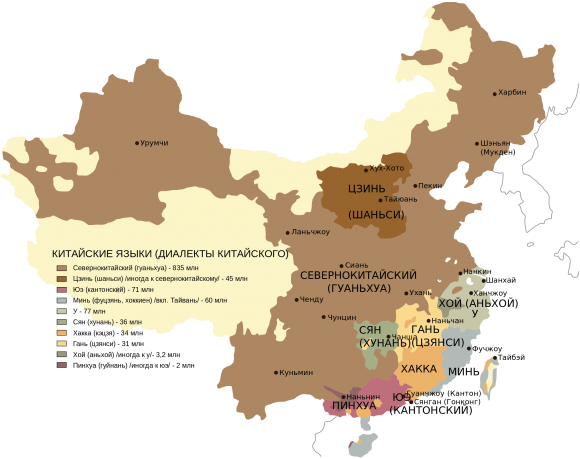 Харбин
Шэньян
(Мукден)
Урумчи
Хух-Хото
Пекин
ЦЗИНЬ
Тайюань
(ШАНЬСИ)
Ланьчжоу
КИТАЙСКИЕ ЯЗЫКИ (ДИАЛЕКТЫ КИТАЙСКОГО)
Севернокитайский (гуаньхуа) - 835 млн
Цзинь (шаньси) /иногда к севернокитайскому/ - 45 млн
Юэ (кантонский) - 71 млн
Минь (фуцзянь, хоккиен) /вкл. Тайвань/ - 60 млн
У - 77 млн
Сян (хунань) - 36 млн
Хакка (кэцзя) - 34 млн
Гань (цзянси) - 31 млн
Хой (аньхой) /иногда к у/- 3,2 млн
Пинхуа (гуйнань) /иногда к юэ/ - 2 млн
Сиань
СЕВЕРНОКИТАЙСКИЙ
(ГУАНЬХУА)
Нанкин
Шанхай
Ухань
Ханчжоу
Ченду
ХОЙ (АНЬХОЙ)
У
Чунцин
Наньчан
СЯН
ГАНЬ
Чанша
(ХУНАНЬ)
(ЦЗЯНСИ)
Фучжоу
Тайбэй
Куньмин
ХАККА
МИНЬ
Наньнин
ПИНХУА
ЮЭ
Гуанчжоу (Кантон)
Сянган (Гонконг)
(КАНТОНСКИЙ)